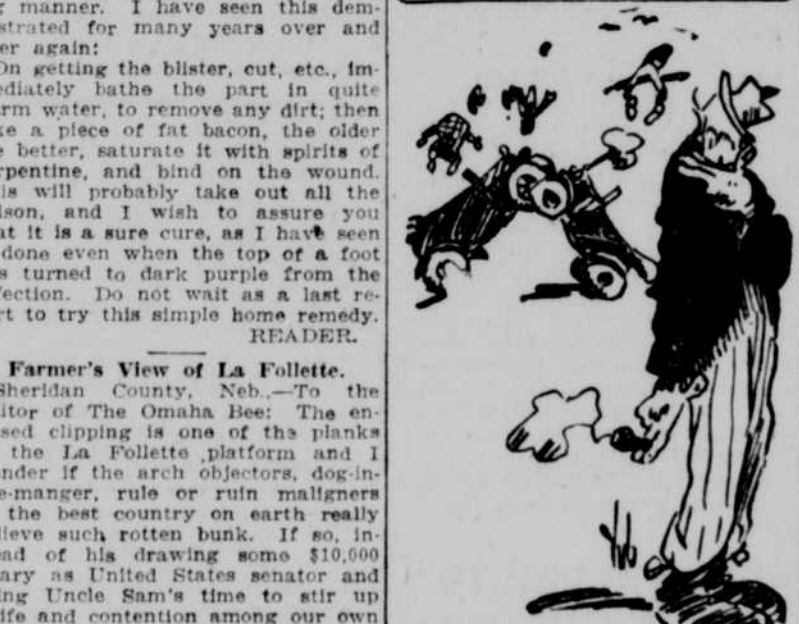 manner. I have seen this dem-
strated for many years over and
er again:
On getting the blister, cut, etc., im-
ediately bathe the part in quite
arm water, to remove any dirt; then
ke a piece of fat bacon, the older
e better, saturate it with spirits of
rpentine, and bind on the wound.
is will probably take out all the
ison, and I wish to assure you
at it is a sure cure, as I have seen
done even when the top of a foot
s turned to dark purple from the
fection. Do not wait as a last re-
rt to try this simple home remedy.
READER.
Farmer's View of La Follette.
Sheridan County, Neb.,—To the
itor of The Omaha Bee: The en-
sed clipping is one of the planks
the La Follette platform and I
nder if the arch objectors, dog-in-
e-manger, rule or ruin maligners
the best country on earth really
lieve such rotten bunk. If so, in-
ead of his drawing some $10,000
ary as United States senator and
ing Uncle Sam's time to stir up
ife and contention among our own